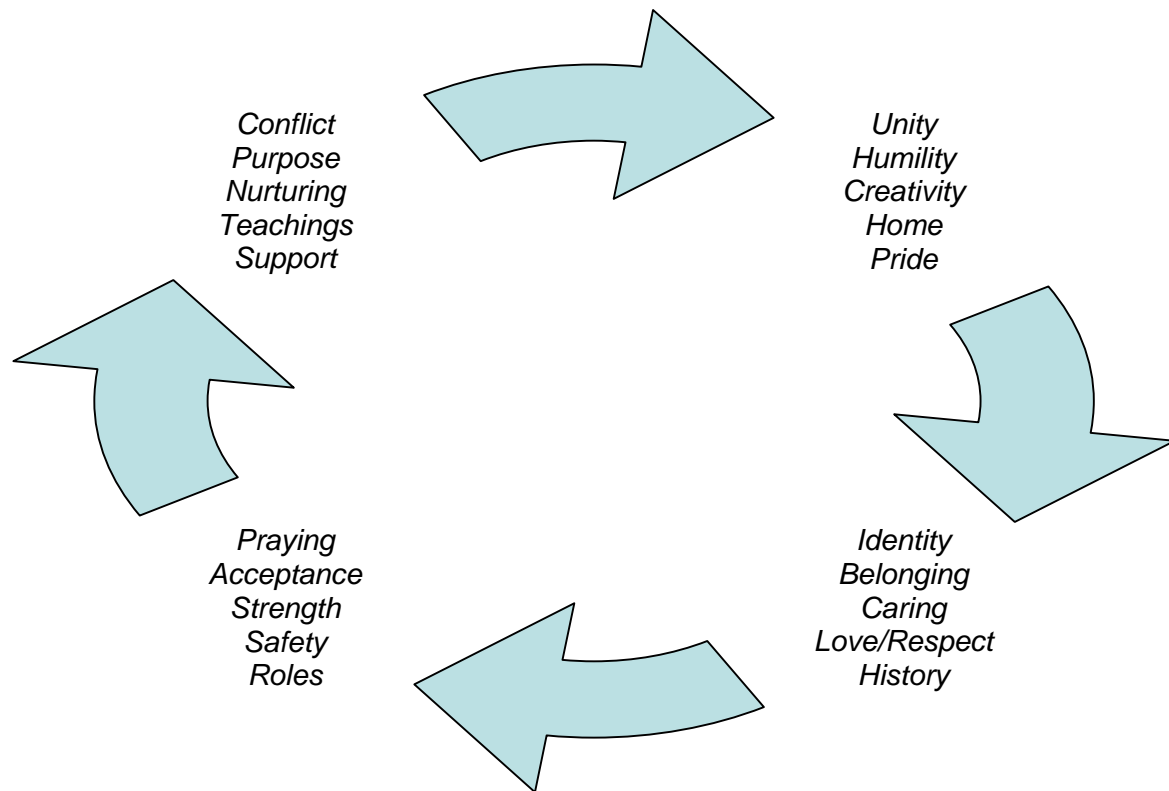 Conflict
Purpose
Nurturing
Teachings
Support
Unity
Humility
Creativity
Home
Pride
Praying
Acceptance
Strength
Safety
Roles
Identity
Belonging
Caring
Love/Respect
History